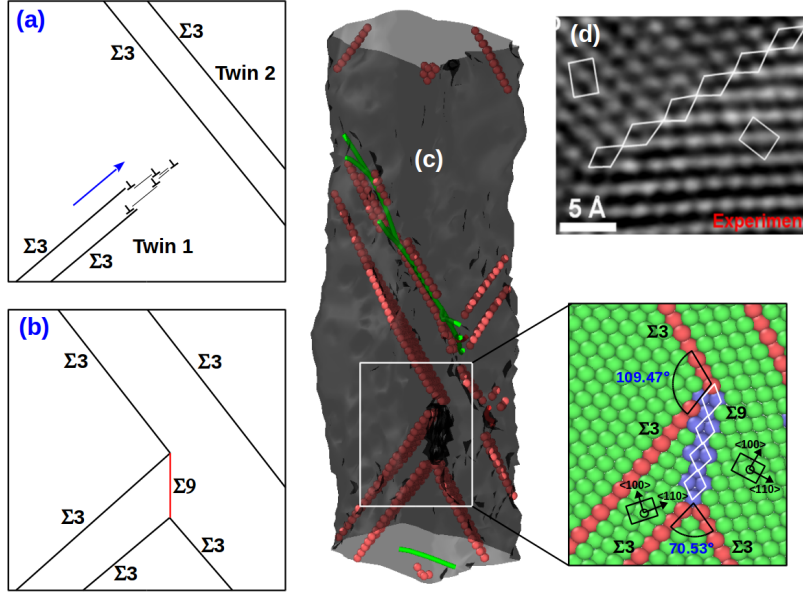 (a)
Σ3
Σ3
Twin 2
Σ3
Σ3
Twin 1
(b)
Σ3
Σ3
Σ9
Σ3
Σ3
Σ3
(c)
(d)
5 Å
Experimen
Σ3
109.47°
Σ9
Σ3
<100>
<110>
<100>
<110>
Σ3
70.53°
Σ3